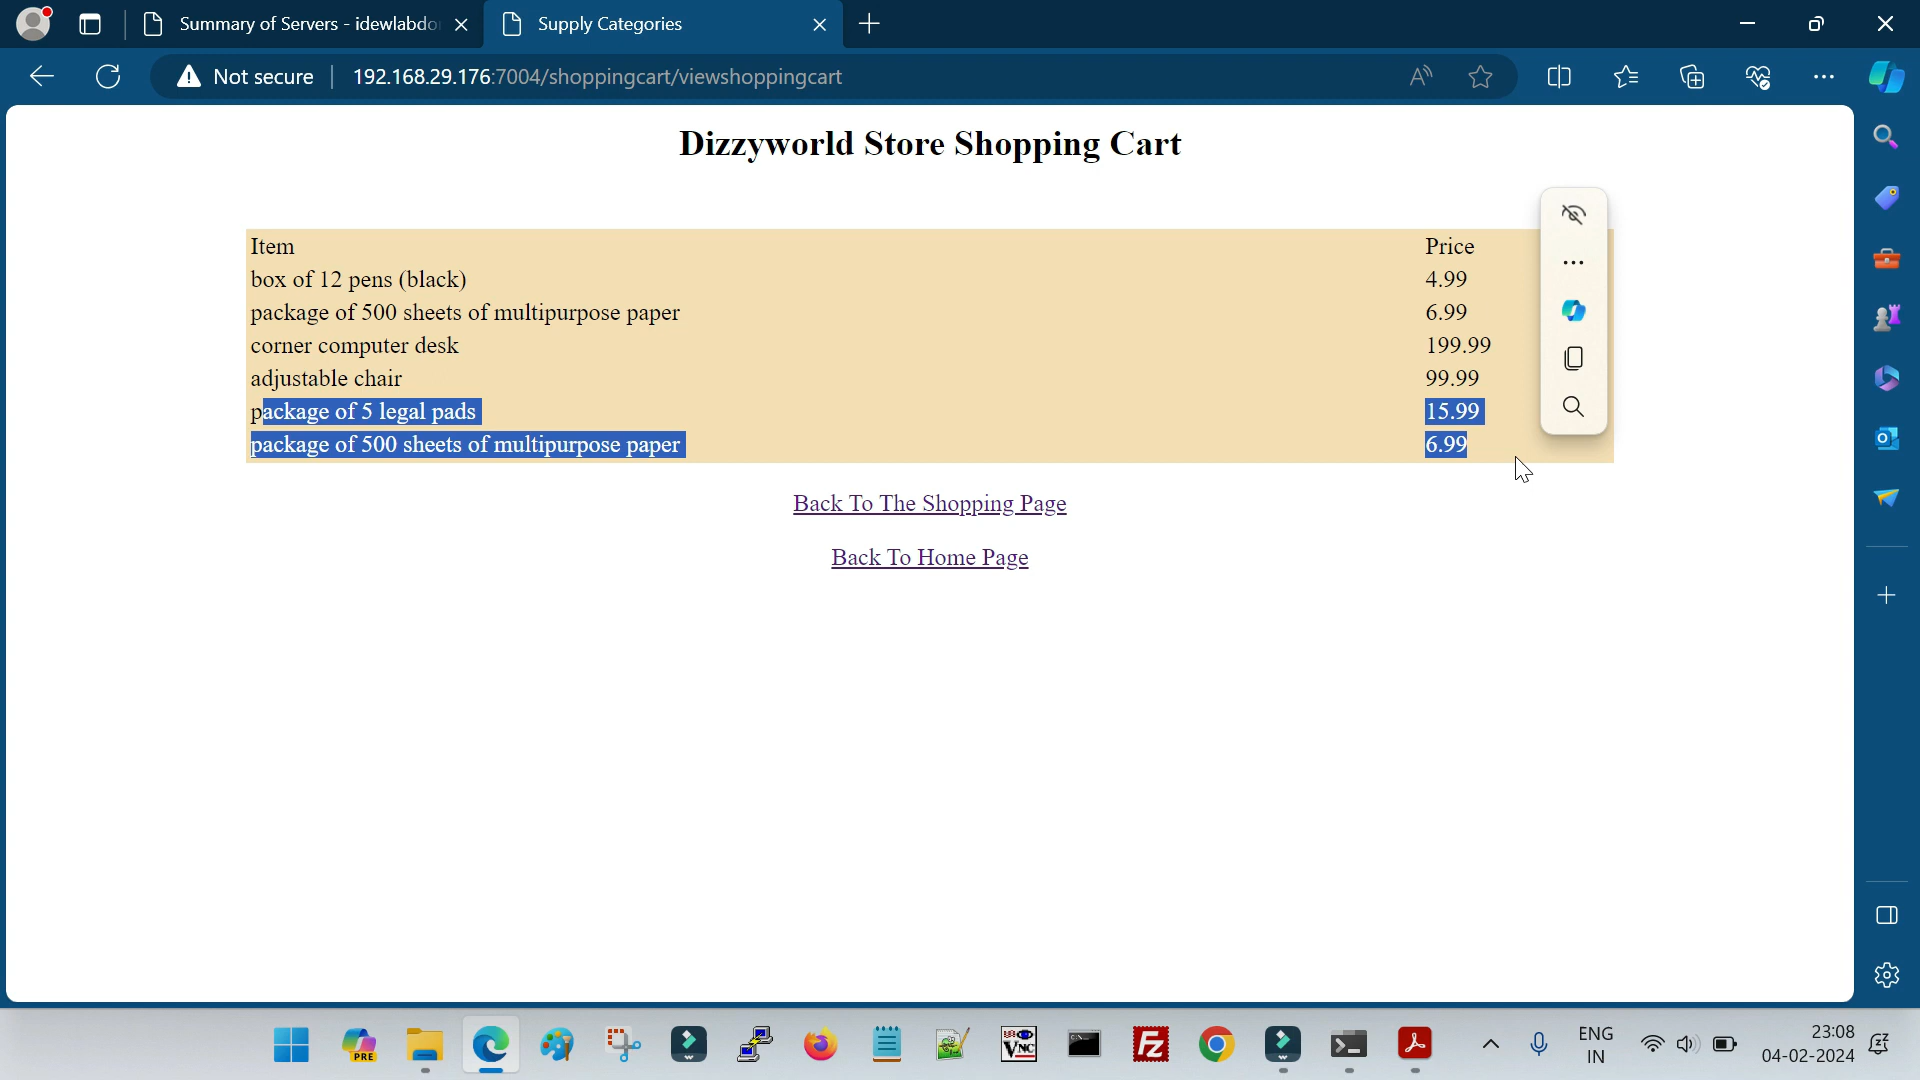 Summary of Servers - idewlabdo
Supply Categories
Not secure
192.168.29.176:7004/shoppingcart/viewshoppingcart
Dizzyworld Store Shopping Cart
Item Price
box of 12 pens (black) 4.99
package of 500 sheets of multipurpose paper 6.99
corner computer desk 199.99
adjustable chair 99.99
package of 5 legal pads 15.99
package of 500 sheets of multipurpose paper 6.99
Back To The Shopping Page
Back To Home Page
PRE
VNC
Fz
ENG
IN
23:08
04-02-2024